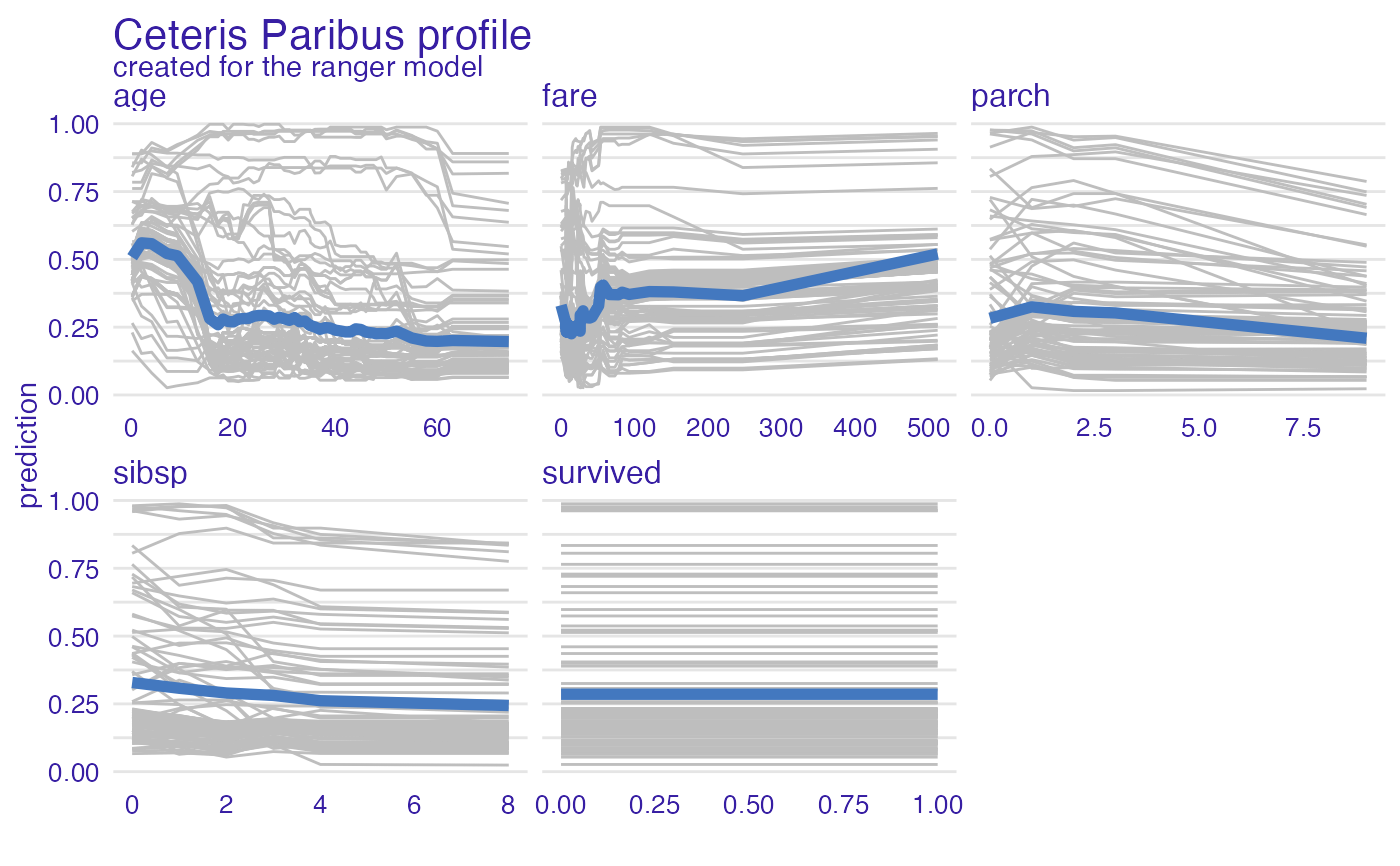 Ceteris Paribus profile
created for the ranger model
age fare parch
1.00
0.75
0.50
0.25
0.00
0 20 40 60 0 100 200 300 400 500 0.0 2.5 5.0 7.5
prediction
sibsp survived
1.00
0.75
0.50
0.25
0.00
0 2 4 6 8 0.00 0.25 0.50 0.75 1.00